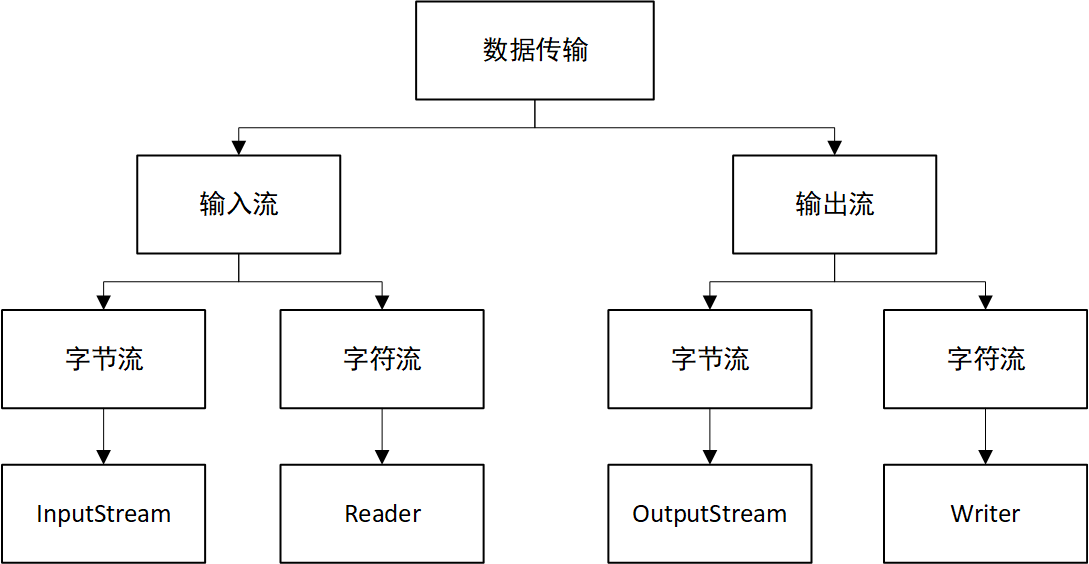 数据传输
输入流
输出流
字节流
字符流
字节流
字符流
InputStream
Reader
OutputStream
Writer